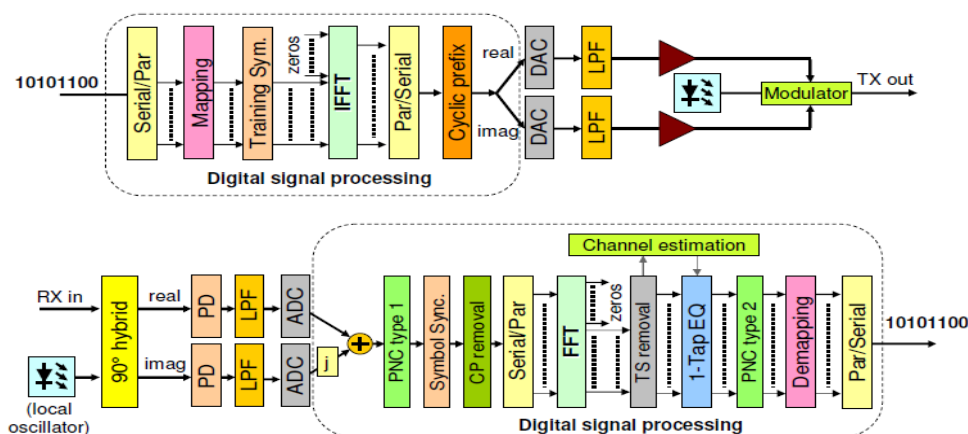 10101100
Serial/Par
Mapping
Training Sym.
zeros
IFFT
Par/Serial
Cyclic prefix
real
imag
DAC
LPF
DAC
LPF
Modulator
TX out
Digital signal processing
RX in
(local
oscillator)
90° hybrid
real
imag
PD
LPF
ADC
PD
LPF
ADC
j
+
PNC type 1
Symbol Sync.
CP removal
Serial/Par
FFT
zeros
Channel estimation
TS removal
1-Tap EQ
PNC type 2
Demapping
Par/Serial
10101100
Digital signal processing